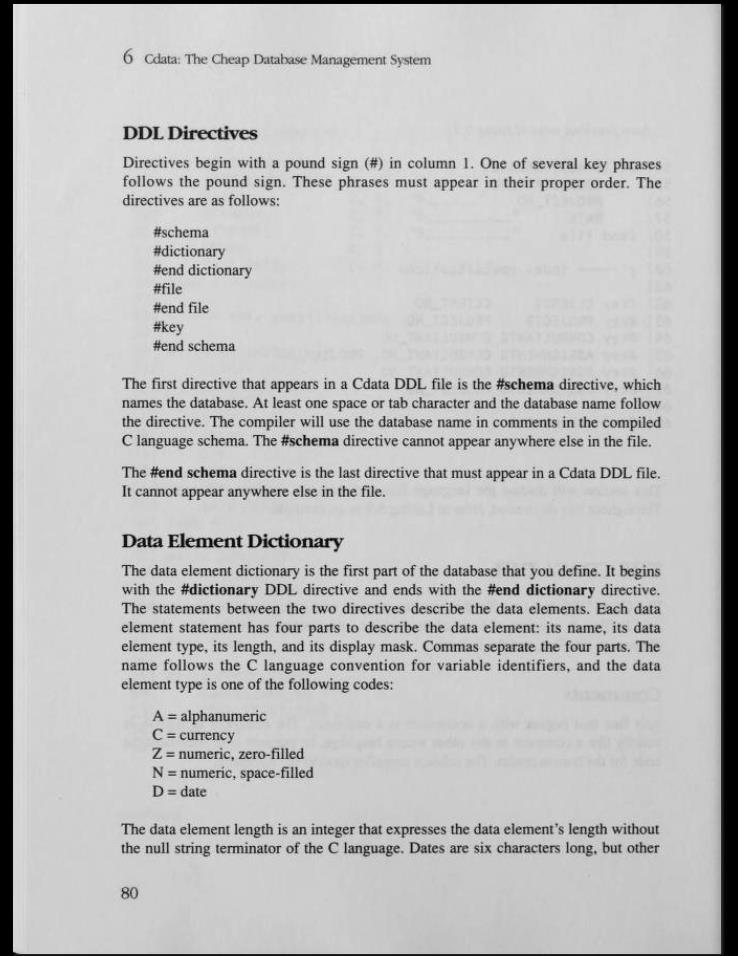 6 Cdata: The Cheap Database Management System
DDL Directives
Directives begin with a pound sign (#) in column 1. One of several key phrases
follows the pound sign. These phrases must appear in their proper order. The
directives are as follows:
#schema
#dictionary
#end dictionary
#file
#end file
#key
#end schema
The first directive that appears in a Cdata DDL file is the #schema directive, which
names the database. At least one space or tab character and the database name follow
the directive. The compiler will use the database name in comments in the compiled
C language schema. The #schema directive cannot appear anywhere else in the file.
The #end schema directive is the last directive that must appear in a Cdata DDL file.
It cannot appear anywhere else in the file.
Data Element Dictionary
The data element dictionary is the first part of the database that you define. It begins
with the #dictionary DDL directive and ends with the #end dictionary directive.
The statements between the two directives describe the data elements. Each data
element statement has four parts to describe the data element: its name, its data
element type, its length, and its display mask. Commas separate the four parts. The
name follows the C language convention for variable identifiers, and the data
element type is one of the following codes:
A = alphanumeric
C = currency
Z = numeric, zero-filled
N = numeric, space-filled
D = date
The data element length is an integer that expresses the data element's length without
the null string terminator of the C language. Dates are six characters long, but other
80